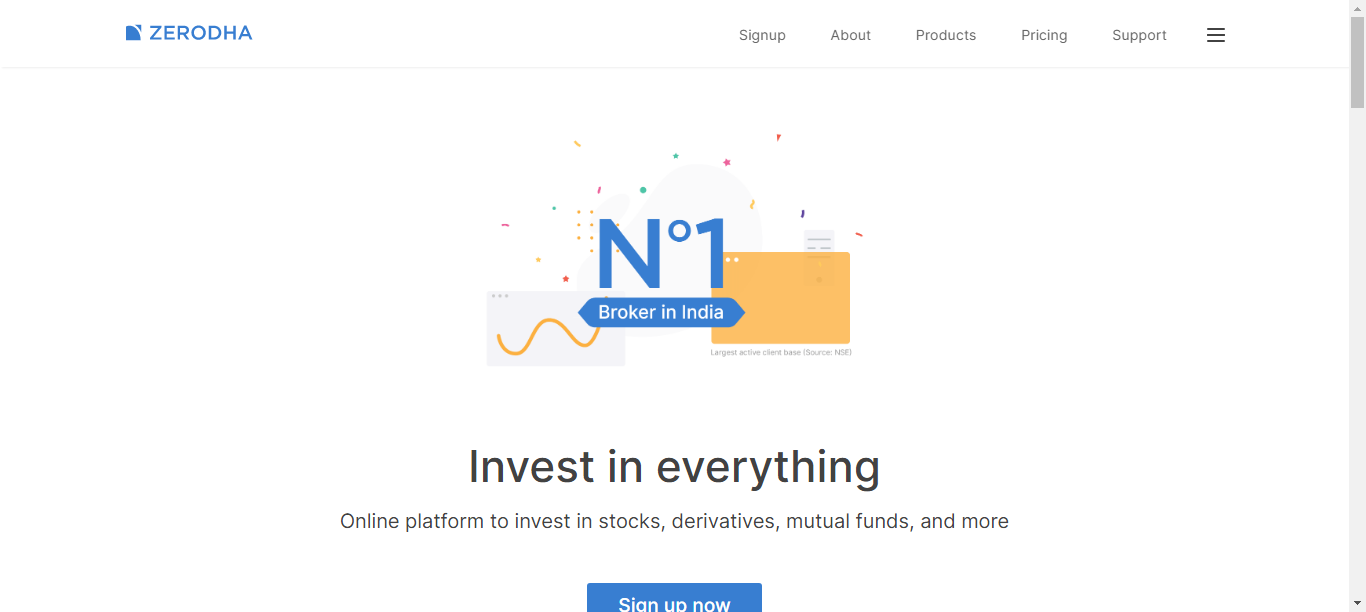 ZERODHA
Signup About Products Pricing Support
N°1
Broker in India
Largest active client base (Source: NSE)
Invest in everything
Online platform to invest in stocks, derivatives, mutual funds, and more
Sign up now